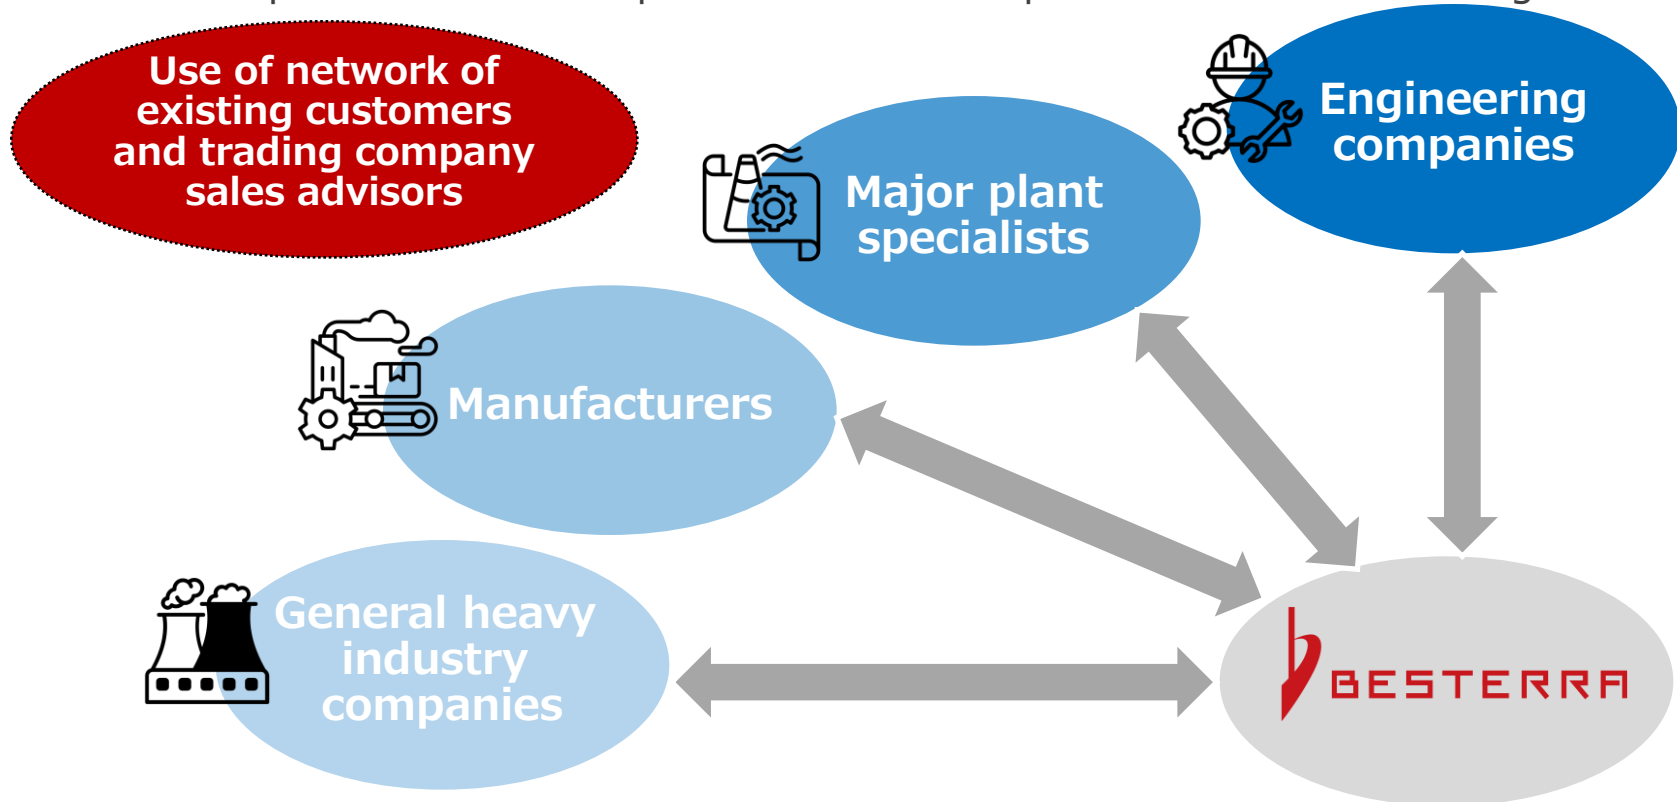 Use of network of
existing customers
and trading company
sales advisors
Engineering
companies
Major plant
specialists
Manufacturers
General heavy
industry
companies
BESTERRA